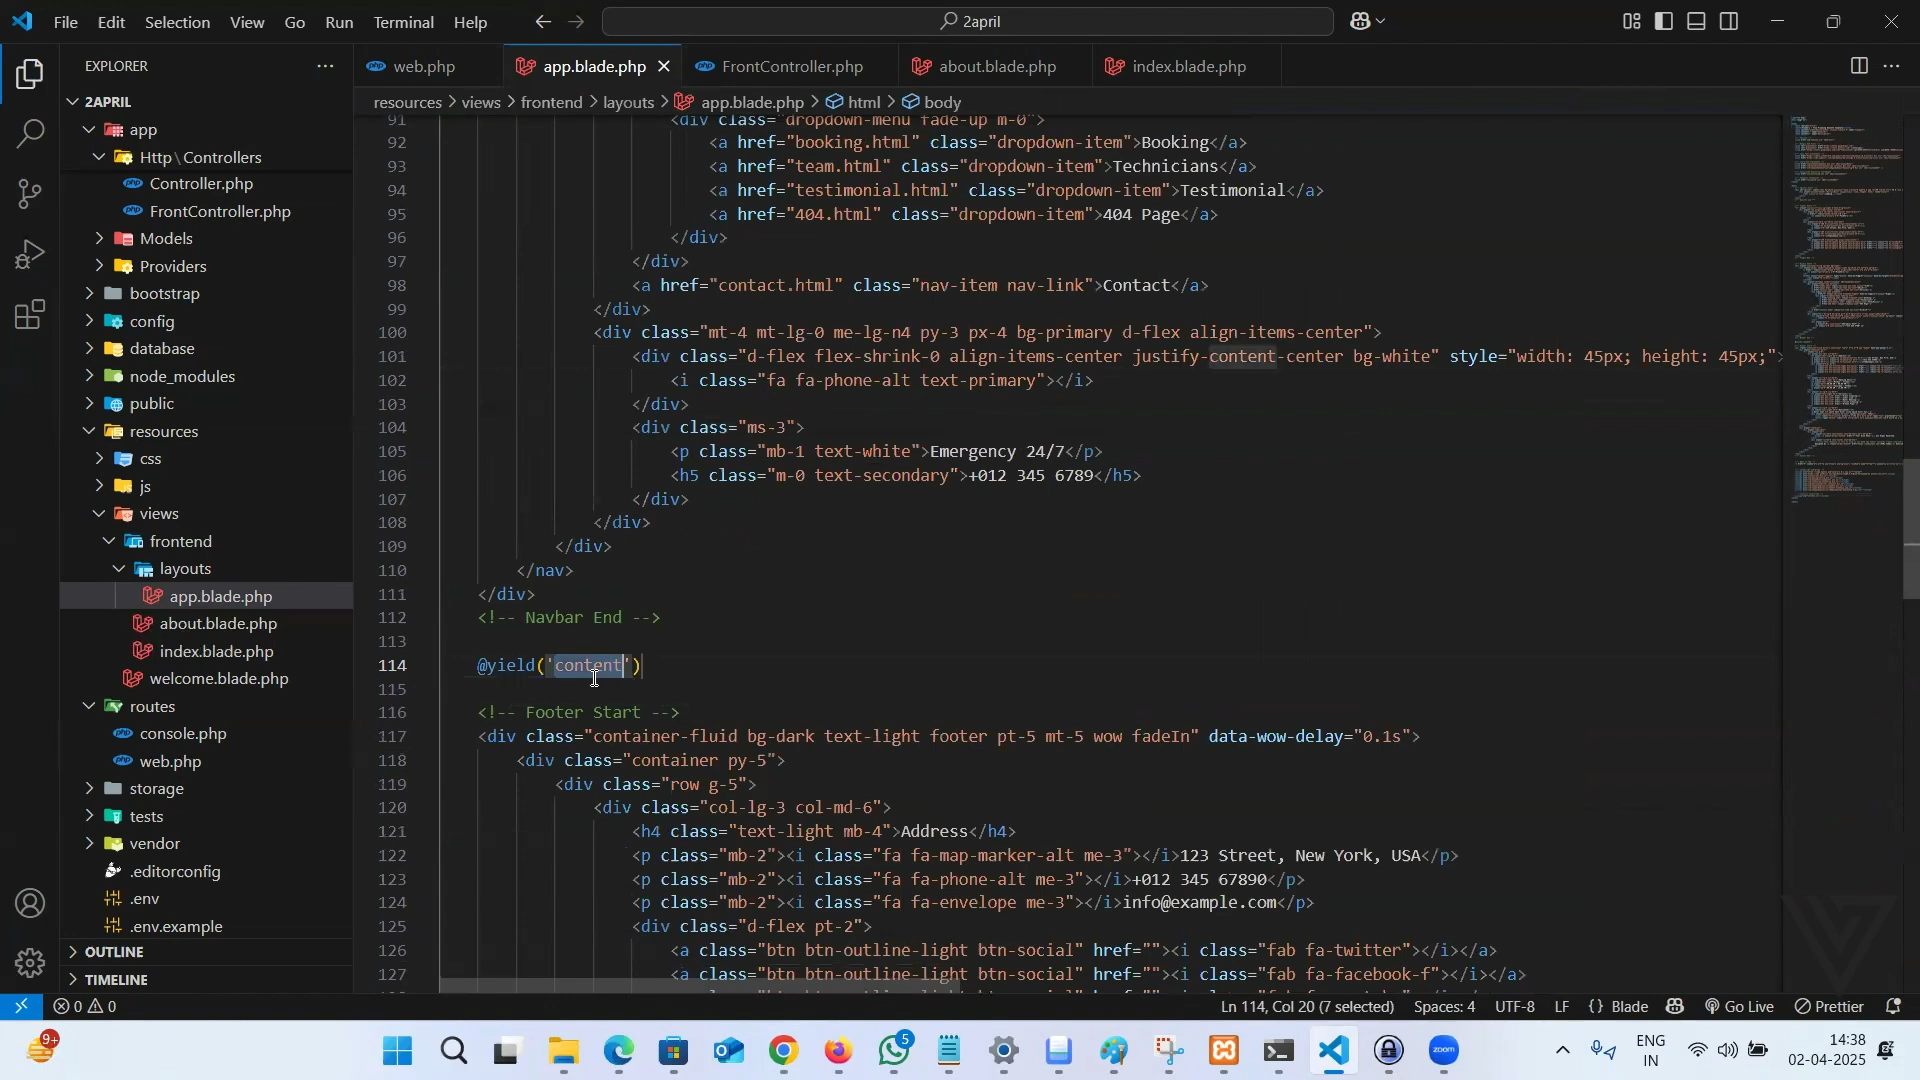 File Edit Selection View Go Run Terminal Help
2april
EXPLORER
web.php
app.blade.php
FrontController.php
about.blade.php
index.blade.php
resources > views > frontend > layouts > app.blade.php > html > body
2APRIL
app
Http\Controllers
Controller.php
FrontController.php
Models
Providers
bootstrap
config
database
node_modules
public
resources
css
js
views
frontend
layouts
app.blade.php
about.blade.php
index.blade.php
welcome.blade.php
routes
console.php
web.php
storage
tests
vendor
.editorconfig
.env
.env.example
OUTLINE
TIMELINE
91 <div class="dropdown-menu fade-up m-0">
92 <a href="booking.html" class="dropdown-item">Booking</a>
93 <a href="team.html" class="dropdown-item">Technicians</a>
94 <a href="testimonial.html" class="dropdown-item">Testimonial</a>
95 <a href="404.html" class="dropdown-item">404 Page</a>
96 </div>
97 </div>
98 <a href="contact.html" class="nav-item nav-link">Contact</a>
99 </div>
100 <div class="mt-4 mt-lg-0 me-lg-n4 py-3 px-4 bg-primary d-flex align-items-center">
101 <div class="d-flex flex-shrink-0 align-items-center justify-content-center bg-white" style="width: 45px; height: 45px;">
102 <i class="fa fa-phone-alt text-primary"></i>
103 </div>
104 <div class="ms-3">
105 <p class="mb-1 text-white">Emergency 24/7</p>
106 <h5 class="m-0 text-secondary">+012 345 6789</h5>
107 </div>
108 </div>
109 </div>
110 </nav>
111 </div>
112 <!-- Navbar End -->
113
114 @yield('content')
115
116 <!-- Footer Start -->
117 <div class="container-fluid bg-dark text-light footer pt-5 mt-5 wow fadeIn" data-wow-delay="0.1s">
118 <div class="container py-5">
119 <div class="row g-5">
120 <div class="col-lg-3 col-md-6">
121 <h4 class="text-light mb-4">Address</h4>
122 <p class="mb-2"><i class="fa fa-map-marker-alt me-3"></i>123 Street, New York, USA</p>
123 <p class="mb-2"><i class="fa fa-phone-alt me-3"></i>+012 345 67890</p>
124 <p class="mb-2"><i class="fa fa-envelope me-3"></i>info@example.com</p>
125 <div class="d-flex pt-2">
126 <a class="btn btn-outline-light btn-social" href=""><i class="fab fa-twitter"></i></a>
127 <a class="btn btn-outline-light btn-social" href=""><i class="fab fa-facebook-f"></i></a>
0 0
Ln 114, Col 20 (7 selected) Spaces: 4 UTF-8 LF {} Blade Go Live Prettier
9+
5
zoom
ENG
IN
14:38
02-04-2025